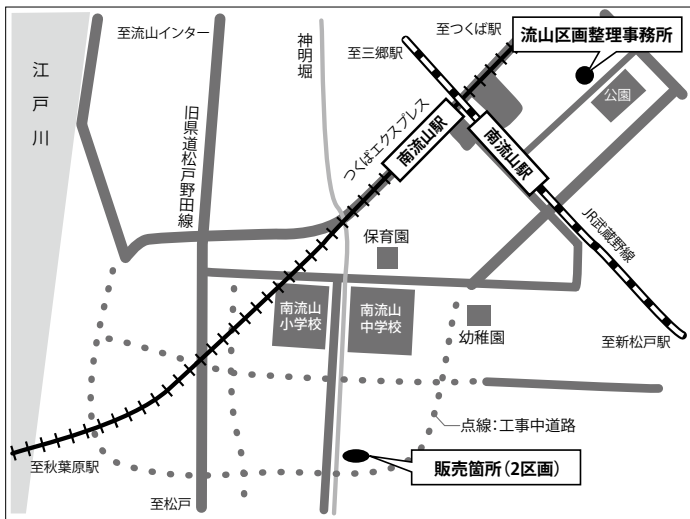 至流山インター
神明堀
至つくば駅
流山区画整理事務所
至三郷駅
江戸川
公園
旧県道松戸野田線
つくばエクスプレス
南流山駅
南流山駅
JR武蔵野線
保育園
南流山
小学校
南流山
中学校
幼稚園
至新松戸駅
点線:工事中道路
至秋葉原駅
販売箇所(2区画)
至松戸